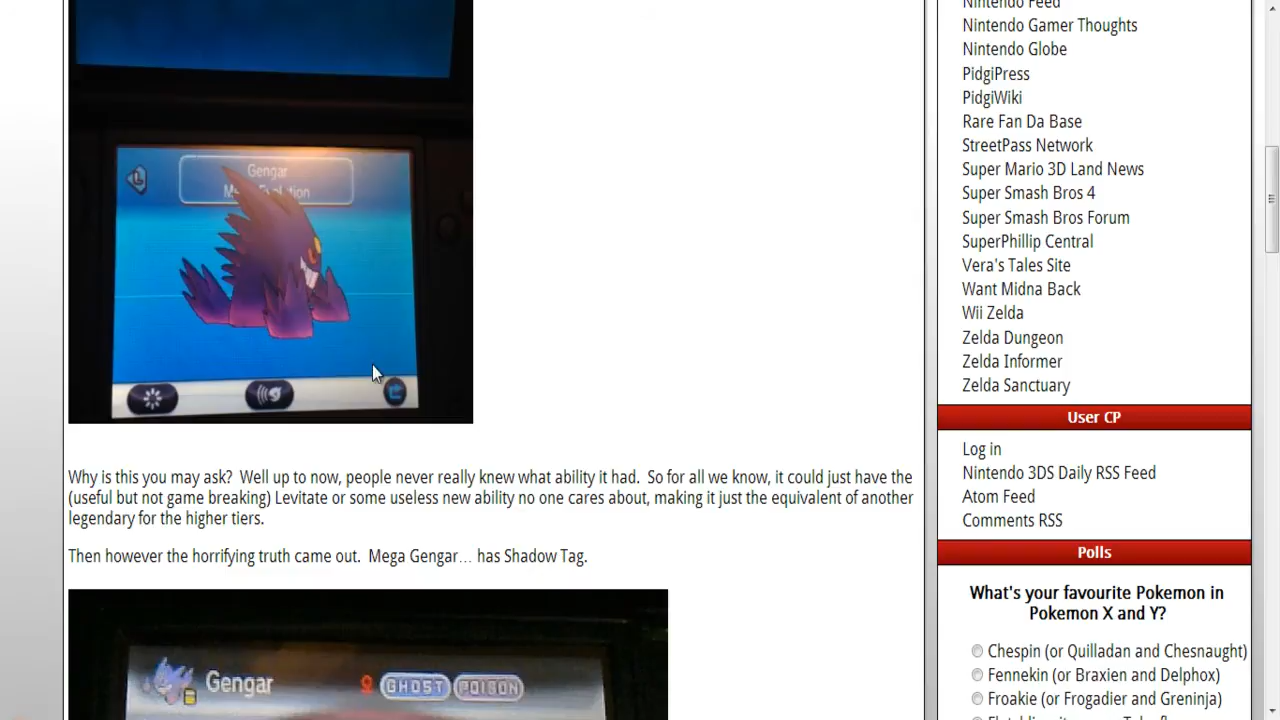 Gengar
Mega Evolution
Why is this you may ask? Well up to now, people never really knew what ability it had. So for all we know, it could just have the
(useful but not game breaking) Levitate or some useless new ability no one cares about, making it just the equivalent of another
legendary for the higher tiers.
Then however the horrifying truth came out. Mega Gengar... has Shadow Tag.
Gengar
GHOST POISON
Nintendo Feed
Nintendo Gamer Thoughts
Nintendo Globe
PidgiPress
PidgiWiki
Rare Fan Da Base
StreetPass Network
Super Mario 3D Land News
Super Smash Bros 4
Super Smash Bros Forum
SuperPhillip Central
Vera's Tales Site
Want Midna Back
Wii Zelda
Zelda Dungeon
Zelda Informer
Zelda Sanctuary
User CP
Log in
Nintendo 3DS Daily RSS Feed
Atom Feed
Comments RSS
Polls
What's your favourite Pokemon in
Pokemon X and Y?
Chespin (or Quilladan and Chesnaught)
Fennekin (or Braxien and Delphox)
Froakie (or Frogadier and Greninja)